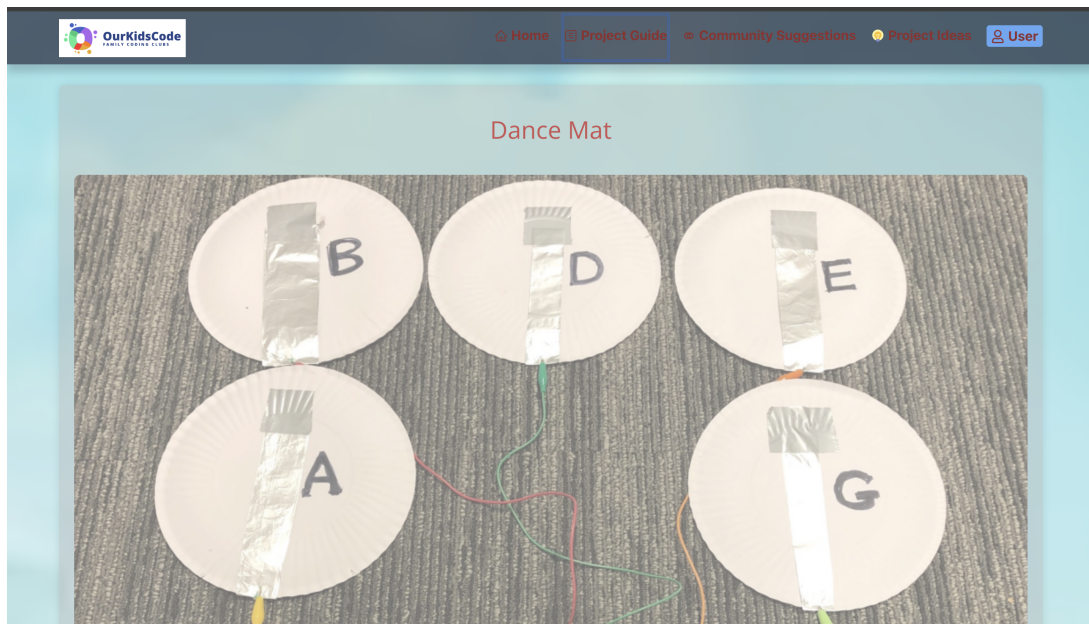 OurKidsCode
FAMILY CODING CLUBS
Home
Project Guide
Community Suggestions
Project Ideas
User
Dance Mat
B
D
E
A
G